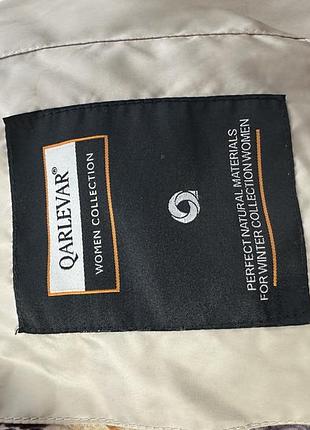 QARLEVAR®
WOMEN COLLECTION
PERFECT NATURAL MATERIALS
FOR WINTER COLLECTION WOMEN